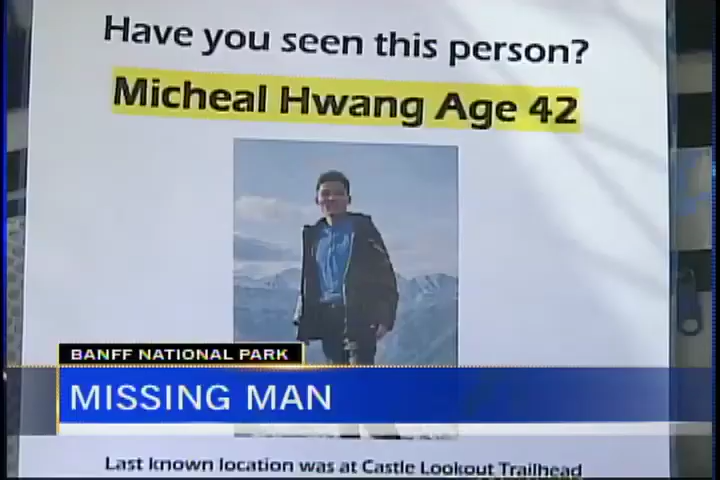 Have you seen this person?
Micheal Hwang Age 42
BANFF NATIONAL PARK
MISSING MAN
Last known location was at Castle Lookout Trailhead